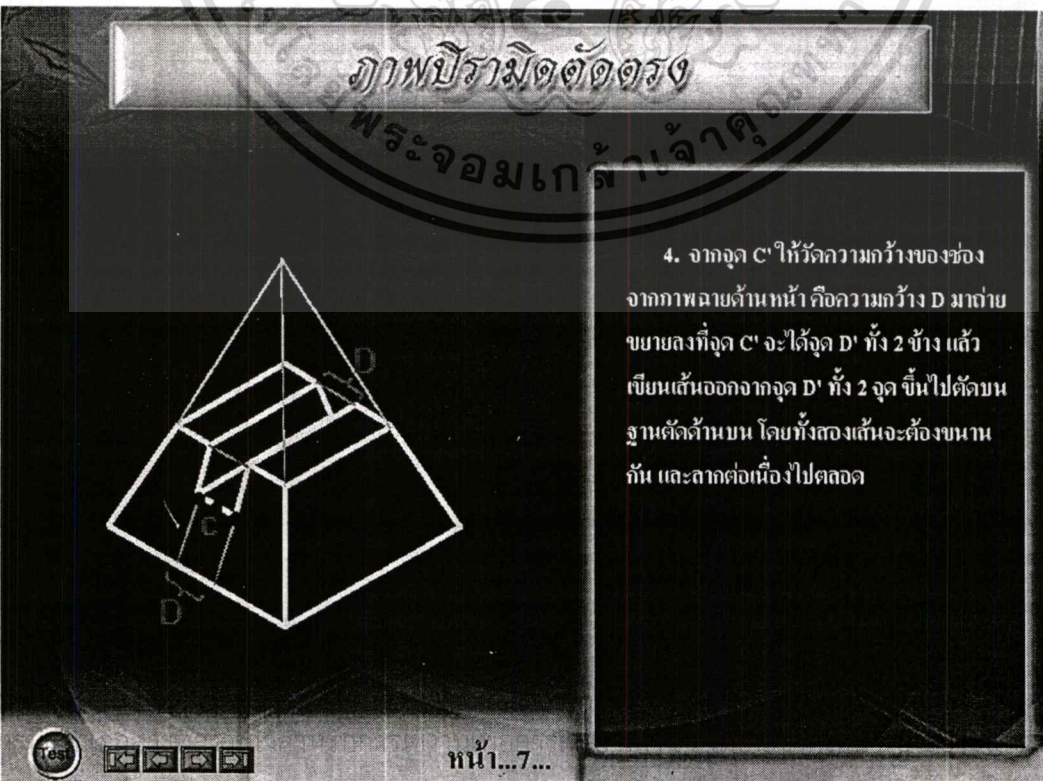 ภาพปิรามิดตัดตรง
พระจอมเกล้าเจ้าคุณ
4. จากจุด C' ให้วัดความกว้างของช่อง
จากภาพฉายด้านหน้า คือความกว้าง D มาถ่าย
ขยายลงที่จุด C' จะได้จุด D' ทั้ง 2 ข้าง แล้ว
เขียนเส้นออกจากจุด D' ทั้ง 2 จุด ขึ้นไปตัดบน
ฐานตัดด้านบน โดยทั้งสองเส้นจะต้องขนาน
กัน และลากต่อเนื่องไปตลอด
D
C
D
Test
หน้า...7...